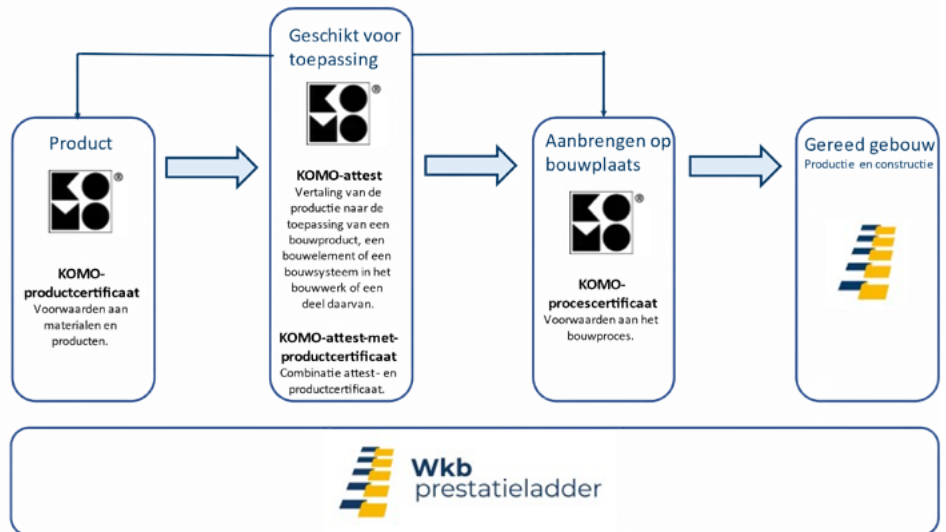 Product
KOMO®
KOMO-
productcertificaat
Voorwaarden aan
materialen en
producten.
Geschikt voor
toepassing
KOMO®
KOMO-attest
Vertaling van de
productie naar de
toepassing van een
bouwproduct, een
bouwelement of een
bouwsysteem in het
bouwwerk of een
deel daarvan.
KOMO-attest-met-
productcertificaat
Combinatie attest- en
productcertificaat.
Aanbrengen op
bouwplaats
KOMO®
KOMO-
procescertificaat
Voorwaarden aan het
bouwproces.
Gereed gebouw
Productie en constructie
Wkb
prestatieladder